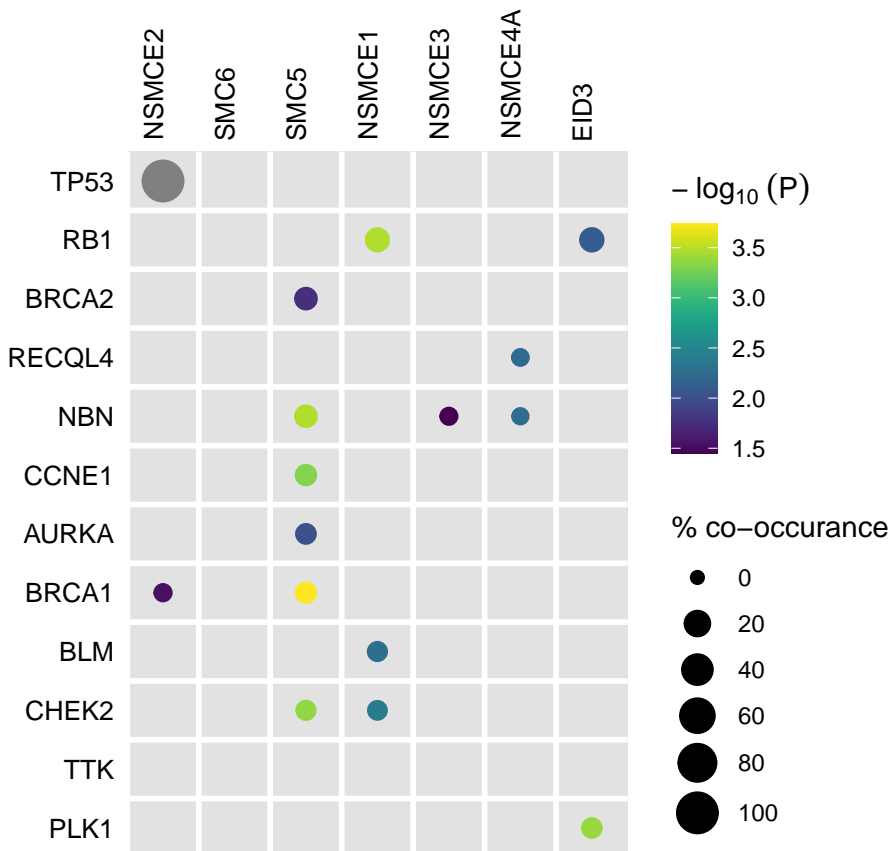 NSMCE2
SMC6
SMC5
NSMCE1
NSMCE3
NSMCE4A
EID3
TP53
RB1
BRCA2
RECQL4
NBN
CCNE1
AURKA
BRCA1
BLM
CHEK2
TTK
PLK1
− log₁₀ (P)
3.5
3.0
2.5
2.0
1.5
% co−occurance
0
20
40
60
80
100